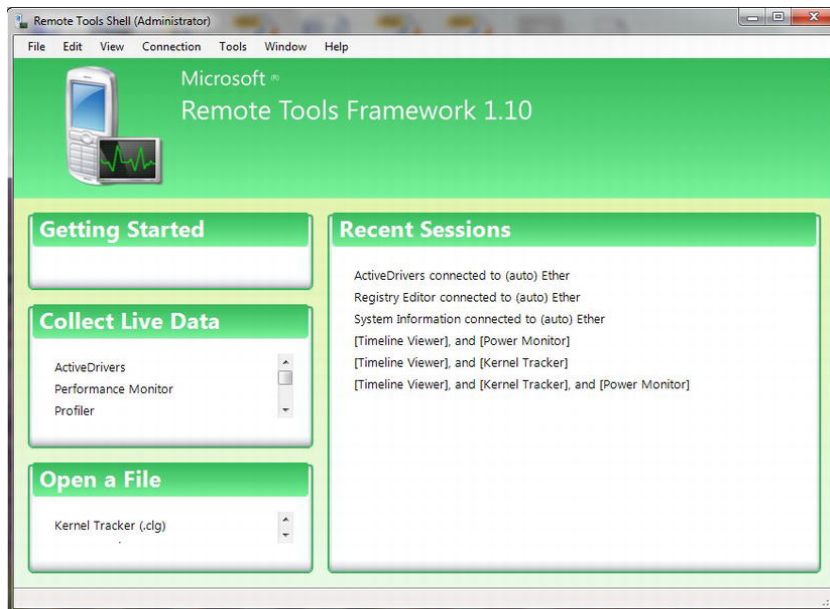 Remote Tools Shell (Administrator)
File Edit View Connection Tools Window Help
Microsoft ®
Remote Tools Framework 1.10
Getting Started
Collect Live Data
ActiveDrivers
Performance Monitor
Profiler
Open a File
Kernel Tracker (.clg)
Recent Sessions
ActiveDrivers connected to (auto) Ether
Registry Editor connected to (auto) Ether
System Information connected to (auto) Ether
[Timeline Viewer], and [Power Monitor]
[Timeline Viewer], and [Kernel Tracker]
[Timeline Viewer], and [Kernel Tracker], and [Power Monitor]